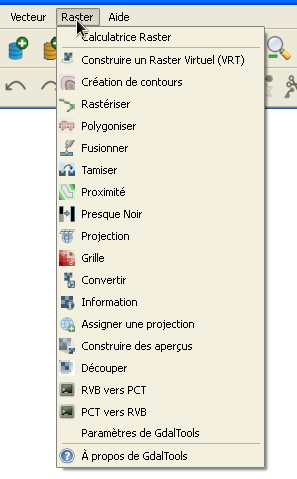 Vecteur Raster Aide
Calculatrice Raster
Construire un Raster Virtuel (VRT)
Création de contours
Rastériser
Polygoniser
Fusionner
Tamiser
Proximité
Presque Noir
Projection
Grille
Convertir
Information
Assigner une projection
Construire des aperçus
Découper
RVB vers PCT
PCT vers RVB
Paramètres de GdalTools
À propos de GdalTools